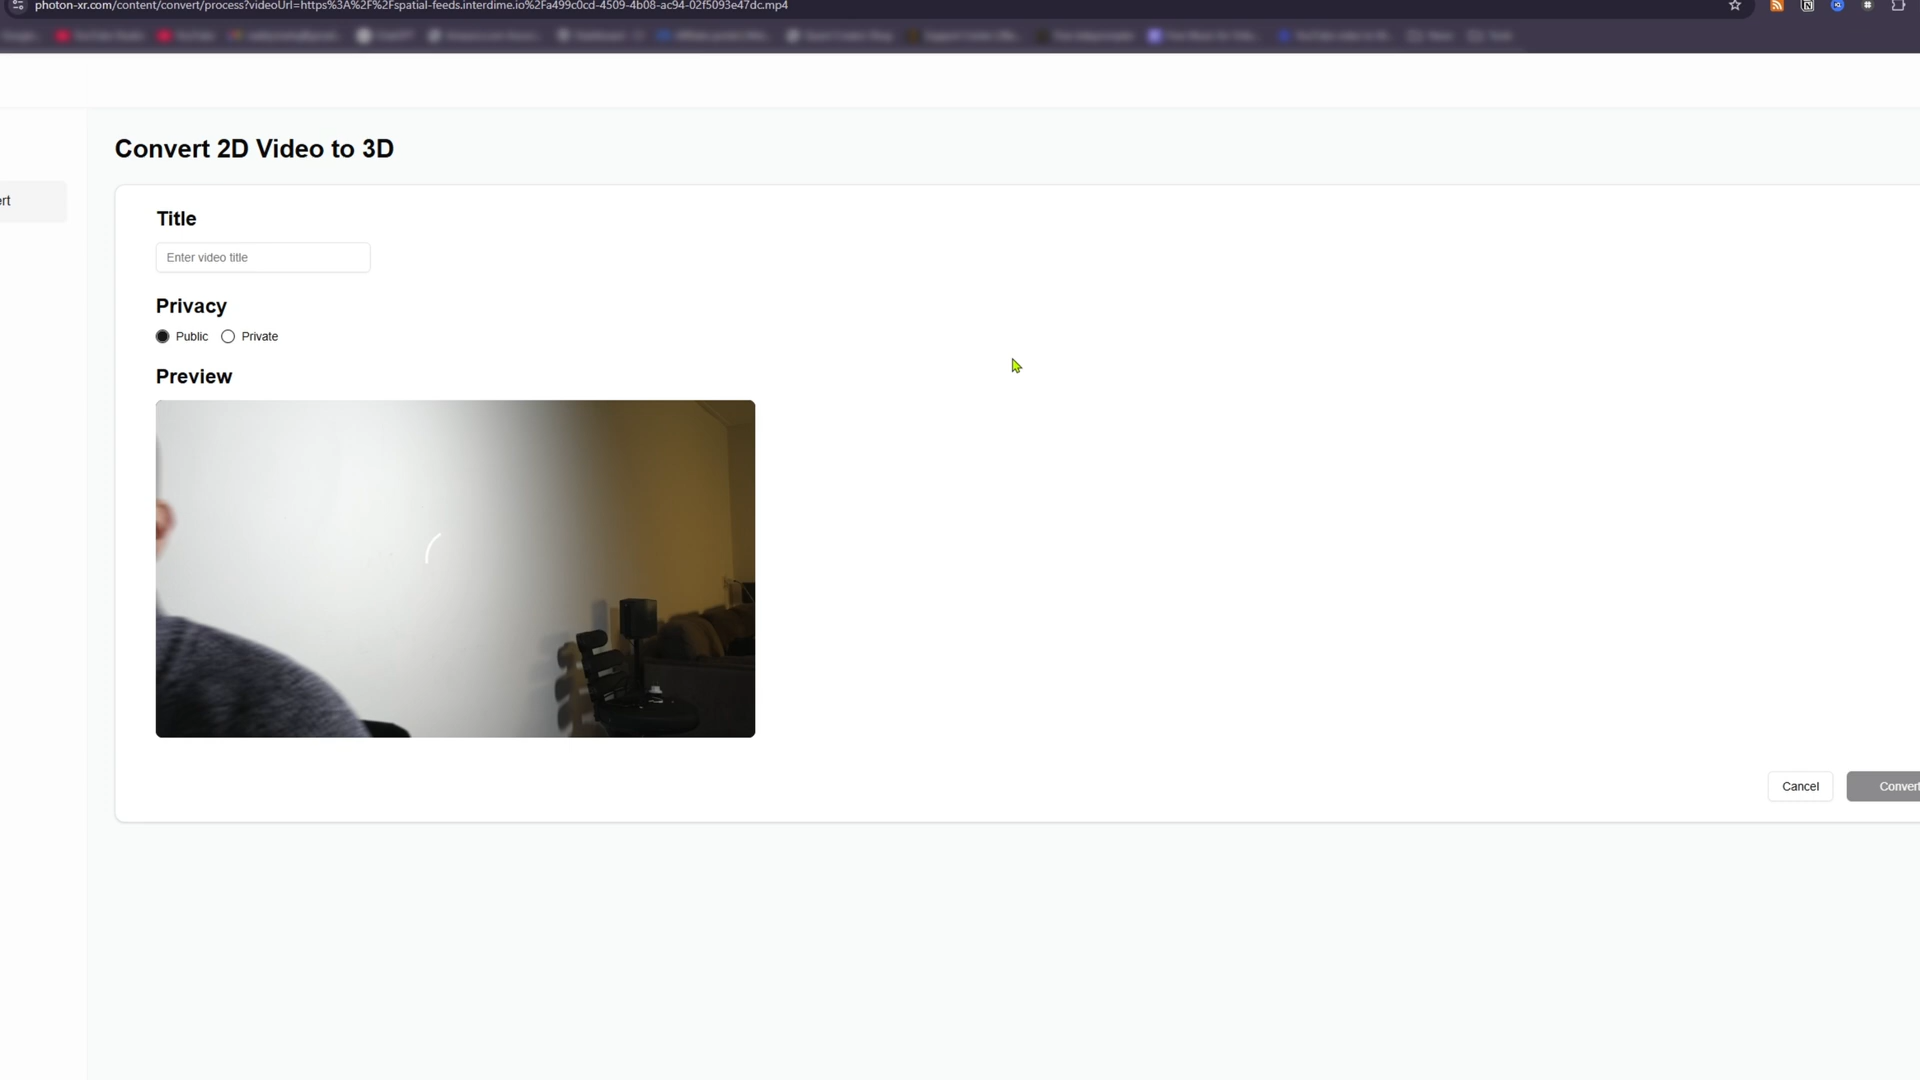 photon-xr.com/content/convert/process?videoUrl=https%3A%2F%2Fspatial-feeds.interdime.io%2Fa499c0cd-4509-4b08-ac94-02f5093e47dc.mp4
Convert 2D Video to 3D
ert
Title
Enter video title
Privacy
Public Private
Preview
Cancel Convert